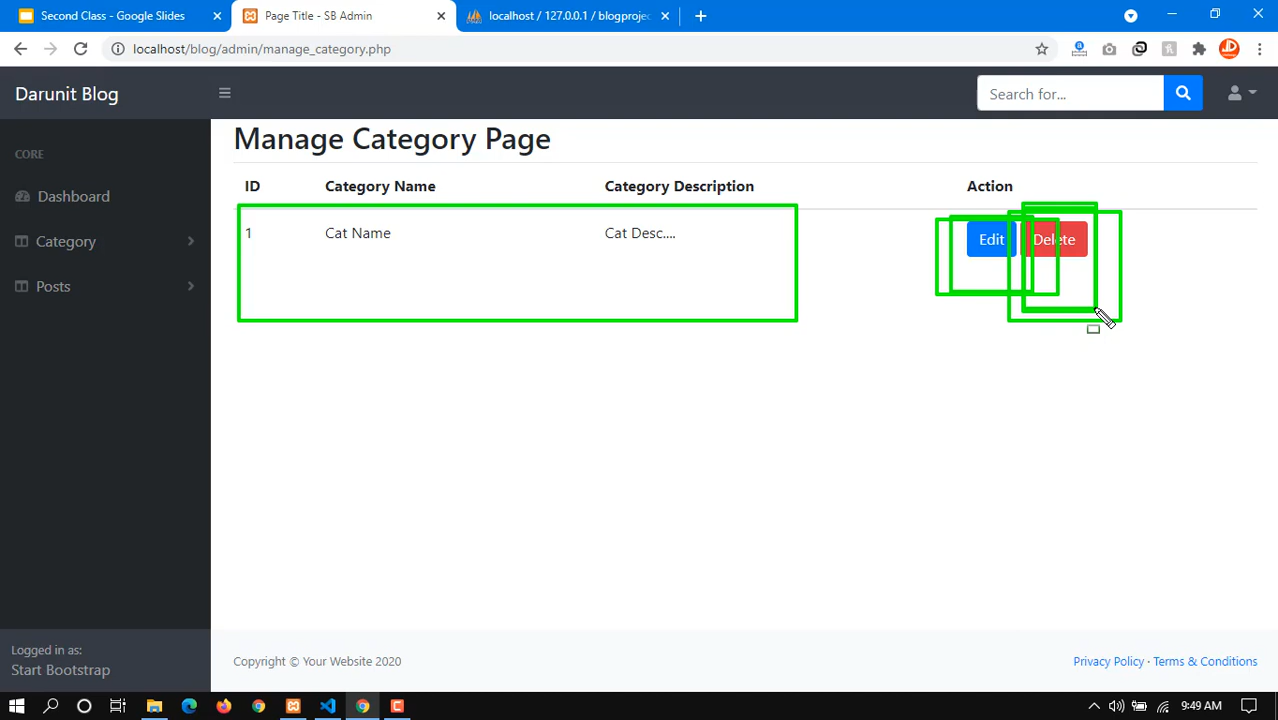 Second Class - Google Slides
Page Title - SB Admin
localhost / 127.0.0.1 / blogprojec
localhost/blog/admin/manage_category.php
Darunit Blog
Search for...
CORE
Dashboard
Category
Posts
Manage Category Page
ID Category Name Category Description Action
1 Cat Name Cat Desc.... Edit Delete
Logged in as:
Start Bootstrap
Copyright © Your Website 2020
Privacy Policy · Terms & Conditions
9:49 AM